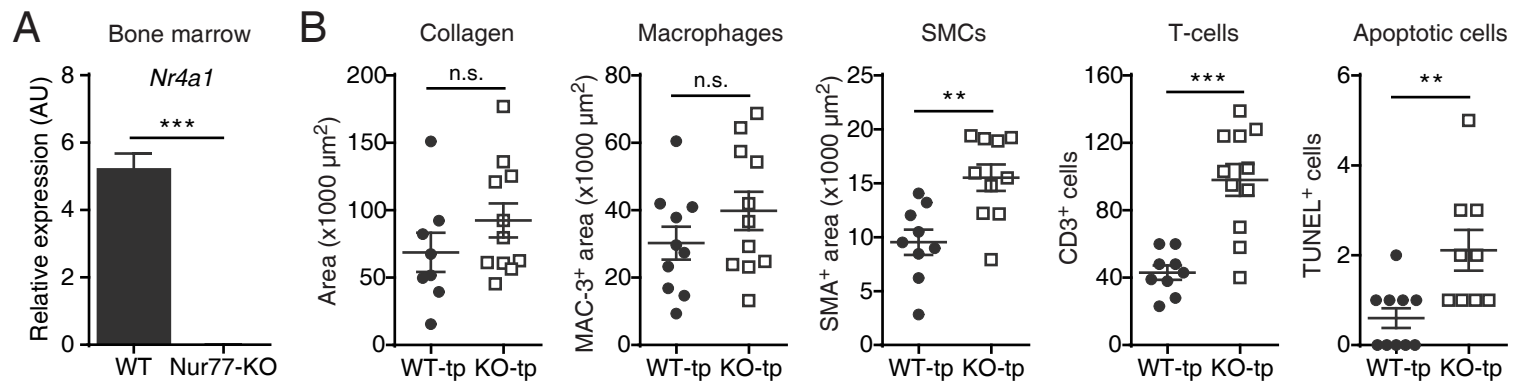 A
Bone marrow
Nr4a1
Relative expression (AU)
8
6
4
2
0
***
WT Nur77-KO
B
Collagen
Area (x1000 µm²)
200
150
100
50
0
n.s.
WT-tp KO-tp
Macrophages
MAC-3⁺ area (x1000 µm²)
80
60
40
20
0
n.s.
WT-tp KO-tp
SMCs
SMA⁺ area (x1000 µm²)
25
20
15
10
5
0
**
WT-tp KO-tp
T-cells
CD3⁺ cells
160
120
80
40
0
***
WT-tp KO-tp
Apoptotic cells
TUNEL⁺ cells
6
4
2
0
**
WT-tp KO-tp